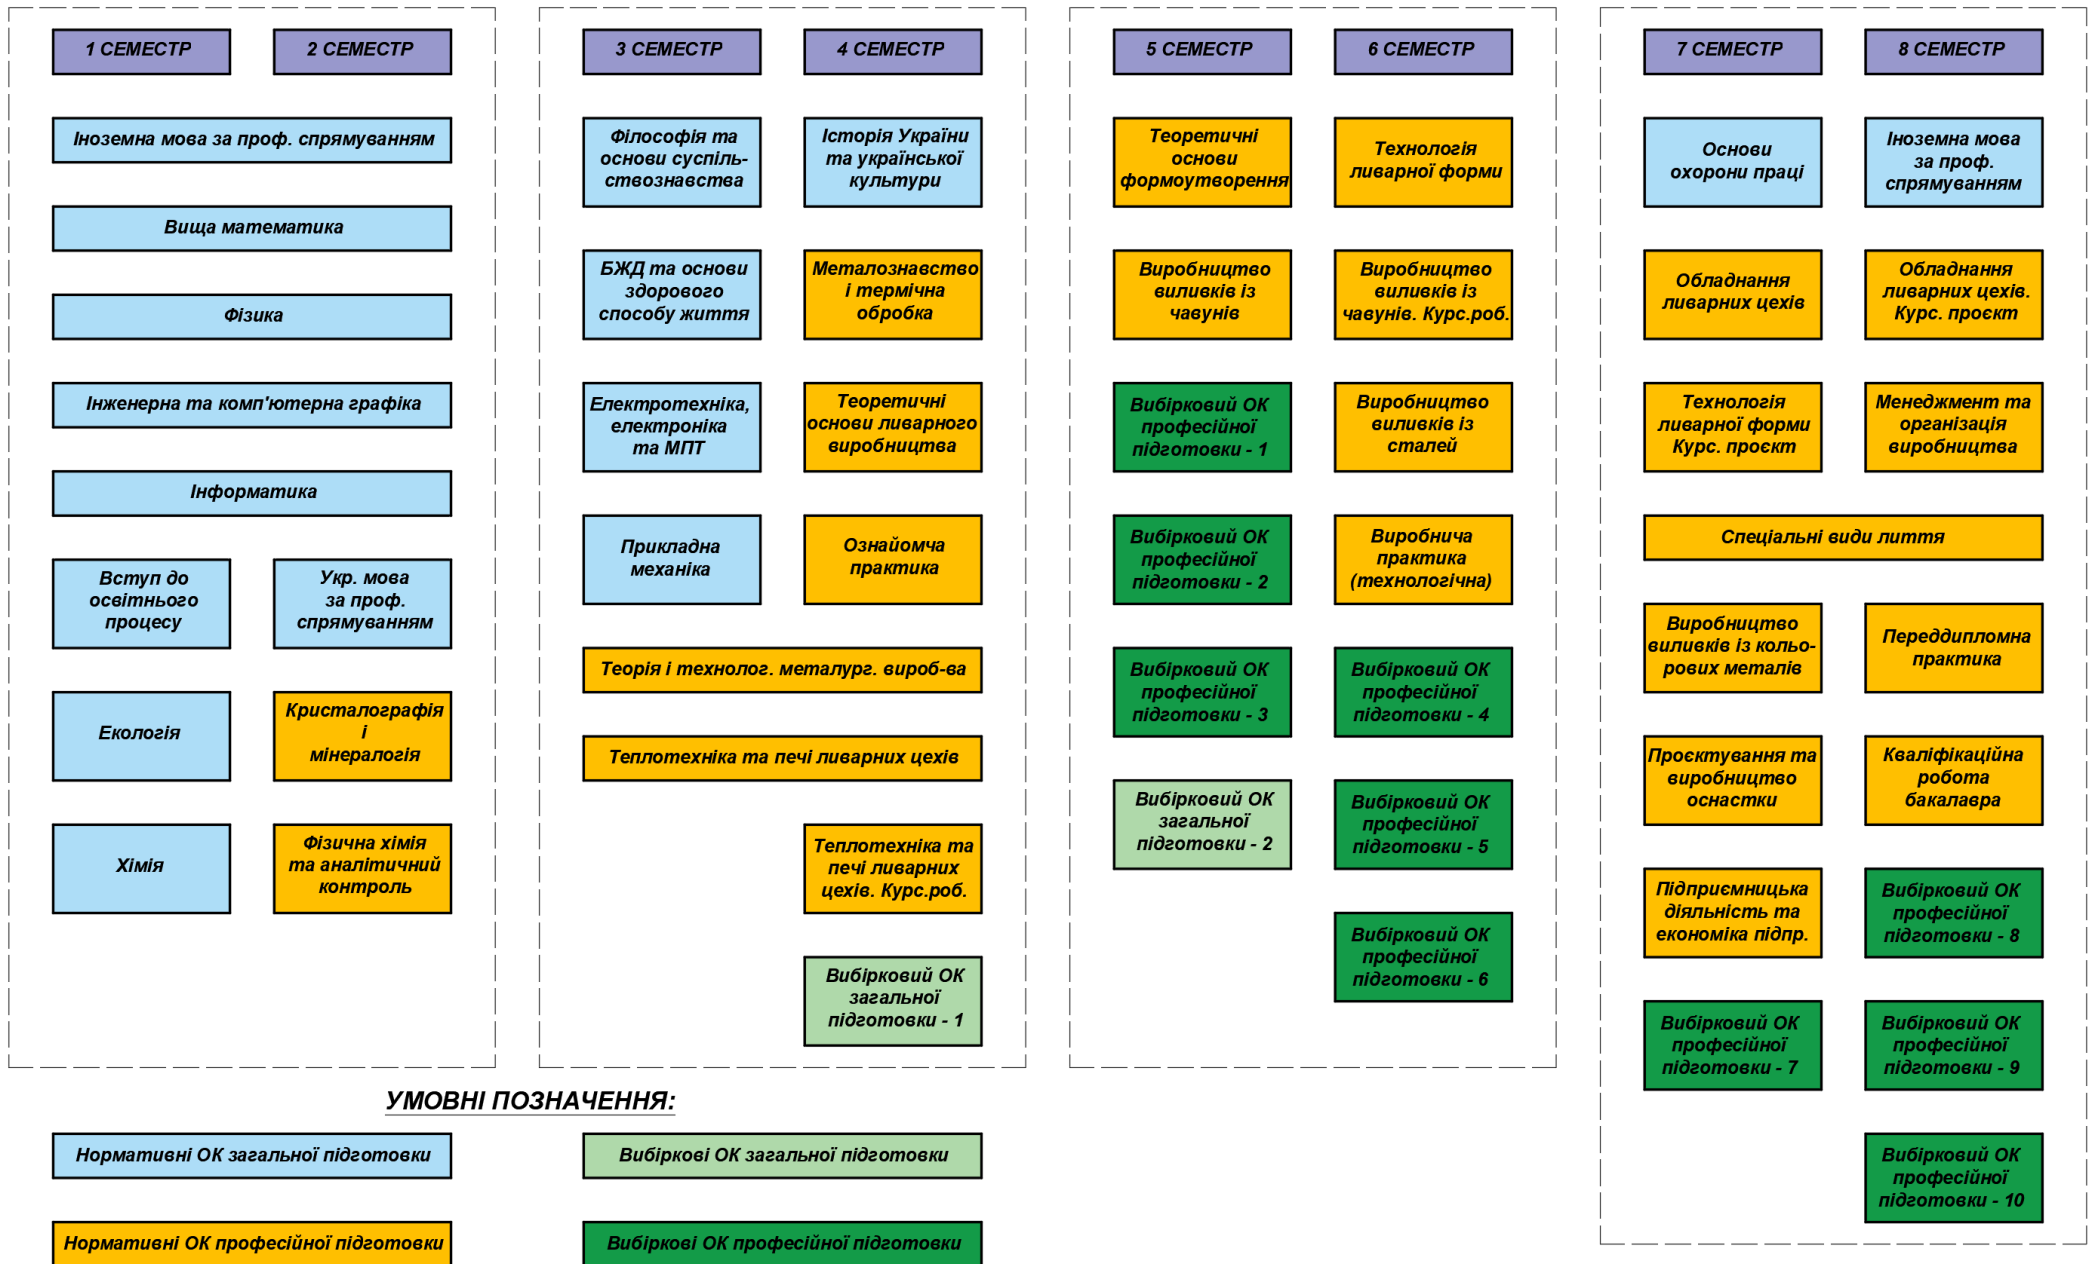 1 СЕМЕСТР
2 СЕМЕСТР
Іноземна мова за проф. спрямуванням
Вища математика
Фізика
Інженерна та комп'ютерна графіка
Інформатика
Вступ до
освітнього
процесу
Укр. мова
за проф.
спрямуванням
Екологія
Кристалографія
і
мінералогія
Хімія
Фізична хімія
та аналітичний
контроль
3 СЕМЕСТР
4 СЕМЕСТР
Філософія та
основи суспіль-
ствознавства
Історія України
та української
культури
БЖД та основи
здорового
способу життя
Металознавство
і термічна
обробка
Електротехніка,
електроніка
та МПТ
Теоретичні
основи ливарного
виробництва
Прикладна
механіка
Ознайомча
практика
Теорія і технолог. металург. вироб-ва
Теплотехніка та печі ливарних цехів
Теплотехніка та
печі ливарних
цехів. Курс.роб.
Вибірковий ОК
загальної
підготовки - 1
5 СЕМЕСТР
6 СЕМЕСТР
Теоретичні
основи
формоутворення
Технологія
ливарної форми
Виробництво
виливків із
чавунів
Виробництво
виливків із
чавунів. Курс.роб.
Вибірковий ОК
професійної
підготовки - 1
Виробництво
виливків із
сталей
Вибірковий ОК
професійної
підготовки - 2
Виробнича
практика
(технологічна)
Вибірковий ОК
професійної
підготовки - 3
Вибірковий ОК
професійної
підготовки - 4
Вибірковий ОК
загальної
підготовки - 2
Вибірковий ОК
професійної
підготовки - 5
Вибірковий ОК
професійної
підготовки - 6
7 СЕМЕСТР
8 СЕМЕСТР
Основи
охорони праці
Іноземна мова
за проф.
спрямуванням
Обладнання
ливарних цехів
Обладнання
ливарних цехів.
Курс. проєкт
Технологія
ливарної форми
Курс. проєкт
Менеджмент та
організація
виробництва
Спеціальні види лиття
Виробництво
виливків із кольо-
рових металів
Переддипломна
практика
Проєктування та
виробництво
оснастки
Кваліфікаційна
робота
бакалавра
Підприємницька
діяльність та
економіка підпр.
Вибірковий ОК
професійної
підготовки - 8
Вибірковий ОК
професійної
підготовки - 7
Вибірковий ОК
професійної
підготовки - 9
Вибірковий ОК
професійної
підготовки - 10
УМОВНІ ПОЗНАЧЕННЯ:
Нормативні ОК загальної підготовки
Вибіркові ОК загальної підготовки
Нормативні ОК професійної підготовки
Вибіркові ОК професійної підготовки